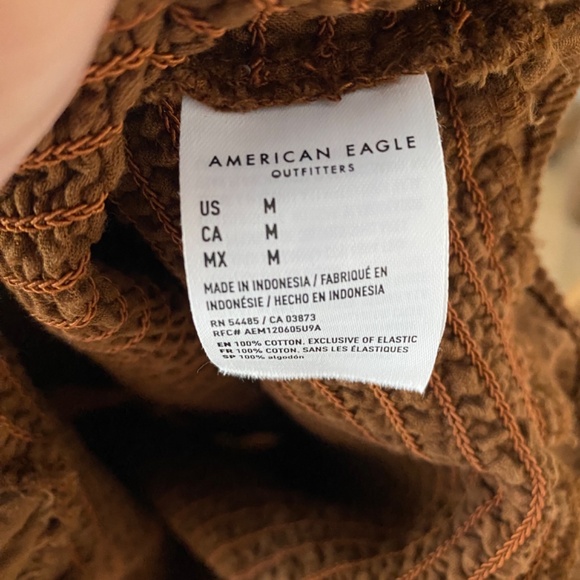 AMERICAN EAGLE
OUTFITTERS
US M
CA M
MX M
MADE IN INDONESIA / FABRIQUÉ EN
INDONÉSIE / HECHO EN INDONESIA
RN 54485 / CA 03873
RFC# AEM120605U9A
EN 100% COTTON, EXCLUSIVE OF ELASTIC
FR 100% COTON, SANS LES ÉLASTIQUES
SP 100% algodón